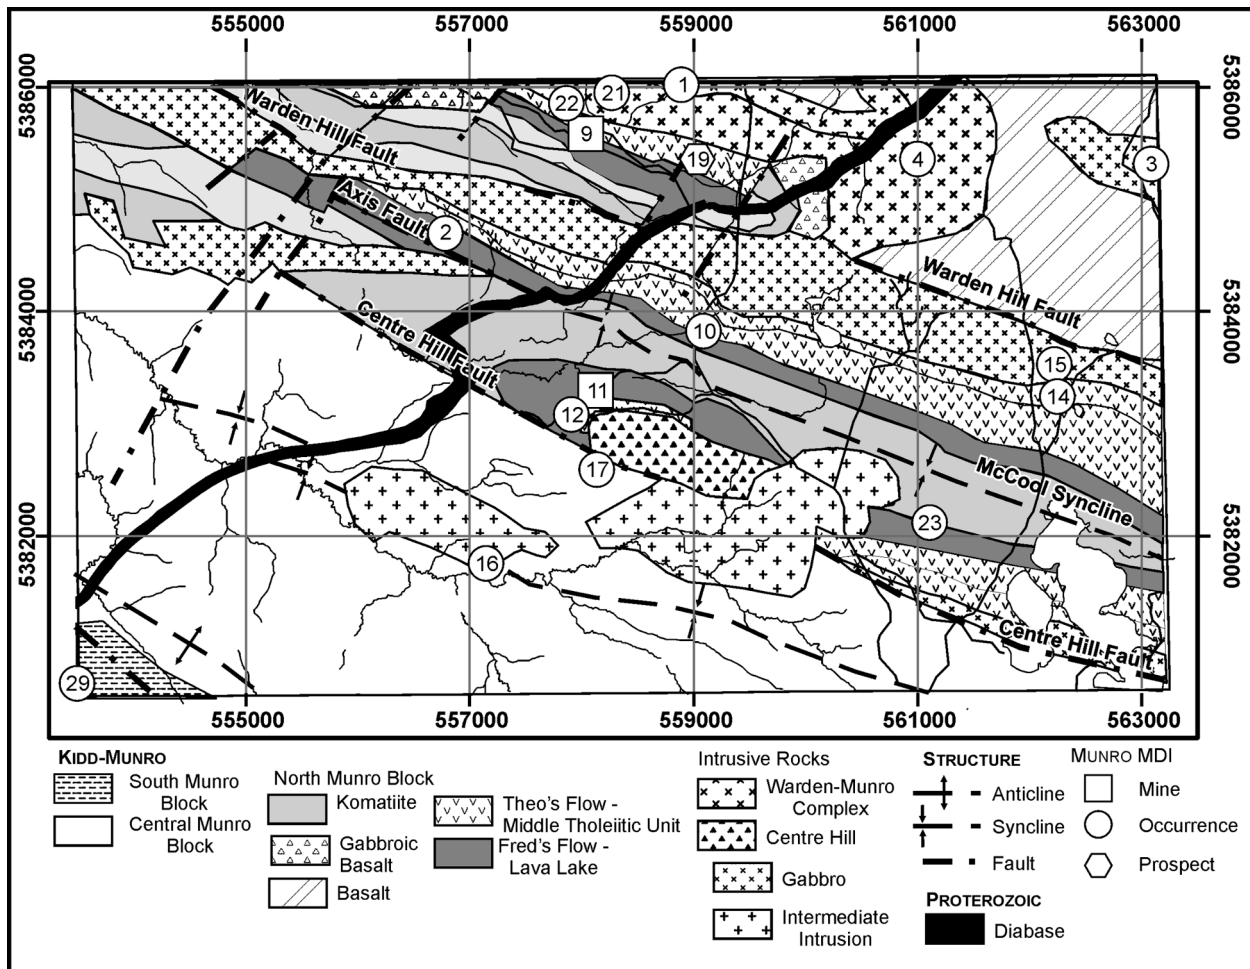 555000 557000 559000 561000 563000
5386000 5386000
1
21
22
9
Warden Hill Fault
19
4
3
Axis Fault
2
Warden Hill Fault
5384000 5384000
Centre Hill Fault
10
15
11
14
12
17
McCool Syncline
23
5382000 5382000
16
Centre Hill Fault
29
555000 557000 559000 561000 563000
KIDD-MUNRO
South Munro
Block
Central Munro
Block
North Munro Block
Komatiite
Gabbroic
Basalt
Basalt
Theo's Flow -
Middle Tholeiitic Unit
Fred's Flow -
Lava Lake
Intrusive Rocks
Warden-Munro
Complex
Centre Hill
Gabbro
Intermediate
Intrusion
STRUCTURE
Anticline
Syncline
Fault
PROTEROZOIC
Diabase
MUNRO MDI
Mine
Occurrence
Prospect